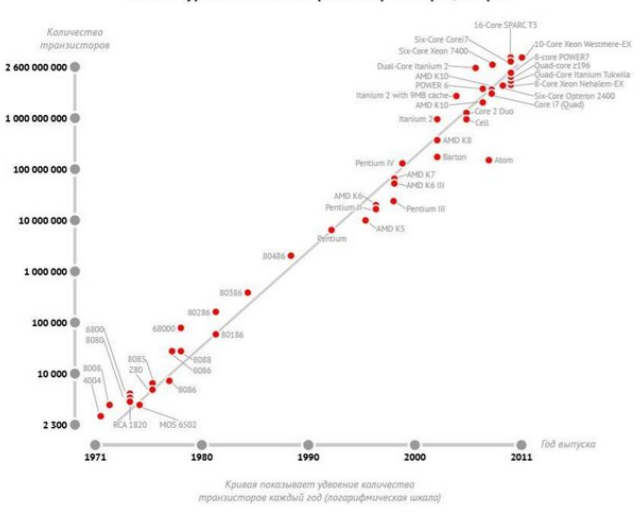 Количество
транзисторов
2 600 000 000
1 000 000 000
100 000 000
10 000 000
1 000 000
100 000
10 000
2 300
16-Core SPARC T3
Six-Core Corei7
Six-Core Xeon 7400
Dual-Core Itanium 2
AMD K10
POWER 6
Itanium 2 with 9MB cache
AMD K10
Itanium 2
10-Core Xeon Westmere-EX
8-core POWER7
Quad-core z196
Quad-Core Itanium Tukwila
8-Core Xeon Nehalem-EX
Six-Core Opteron 2400
Core i7 (Quad)
Core 2 Duo
Cell
AMD K8
Barton
Atom
Pentium IV
AMD K7
AMD K6 III
AMD K6
Pentium II
Pentium III
AMD K5
Pentium
80486
80386
80286
80186
68000
8088
8086
6800
8080
8085
Z80
8086
8008
4004
RCA 1820
MOS 6502
1971
1980
1990
2000
2011
Год выпуска
Кривая показывает удвоение количества
транзисторов каждый год (логарифмическая шкала)